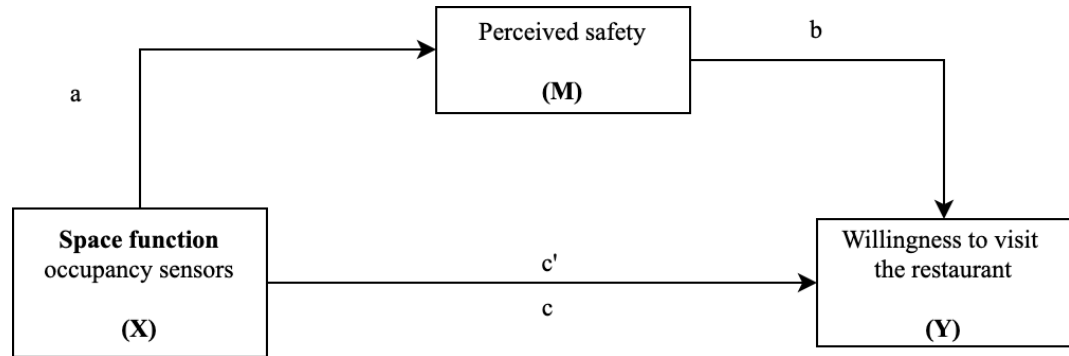 Perceived safety
(M)
b
a
Space function
occupancy sensors
(X)
c'
c
Willingness to visit
the restaurant
(Y)